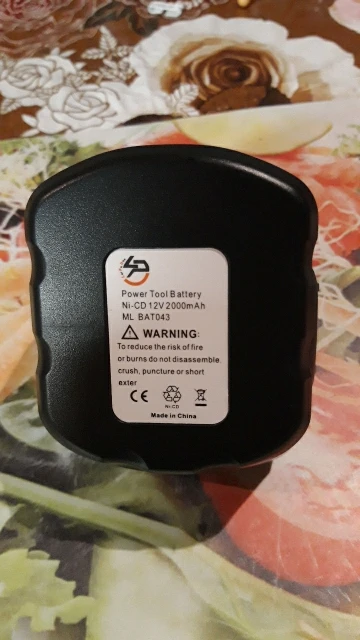 Power Tool Battery
Ni-CD 12V 2000mAh
ML BAT043
WARNING:
To reduce the risk of fire
or burns do not disassemble.
crush, puncture or short
exter
CE
Ni-CD
Made in China